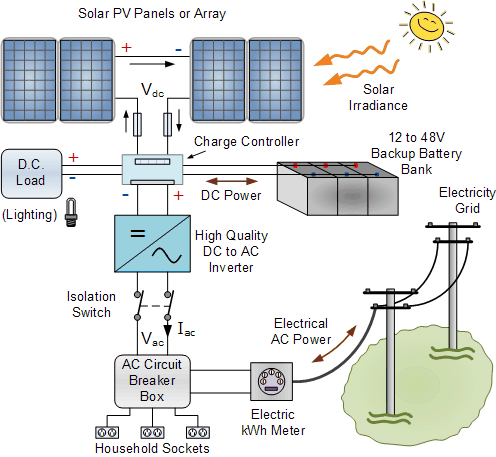 Solar PV Panels or Array
+
-
Vdc
Solar
Irradiance
Charge Controller
12 to 48V
Backup Battery
Bank
D.C.
Load
+
-
(Lighting)
-
+
DC Power
Electricity
Grid
=
High Quality
DC to AC
Inverter
Isolation
Switch
Vac
Iac
Electrical
AC Power
AC Circuit
Breaker
Box
Electric
kWh Meter
Household Sockets